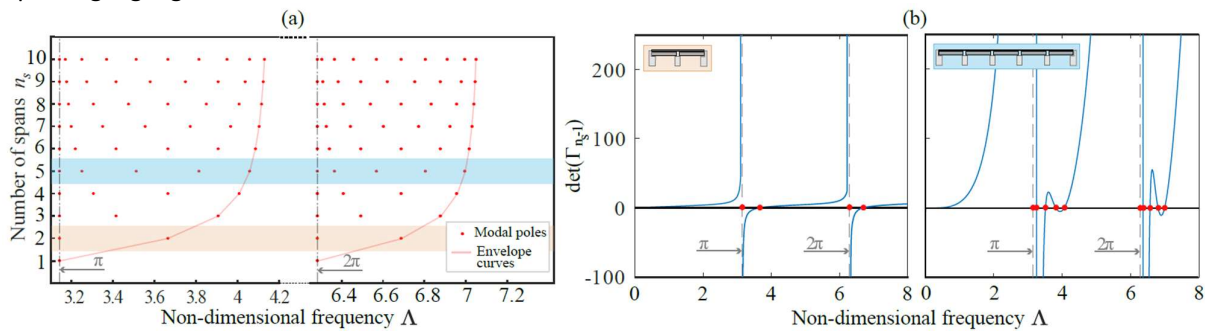 (a)
Number of spans n_s
10
9
8
7
6
5
4
3
2
1
π
2π
Modal poles
Envelope curves
3.2 3.4 3.6 3.8 4 4.2 6.4 6.6 6.8 7 7.2
Non-dimensional frequency Λ
(b)
det(Γ_{n_s-1})
200
100
0
-100
π
2π
π
2π
0 2 4 6 8
0 2 4 6 8
Non-dimensional frequency Λ